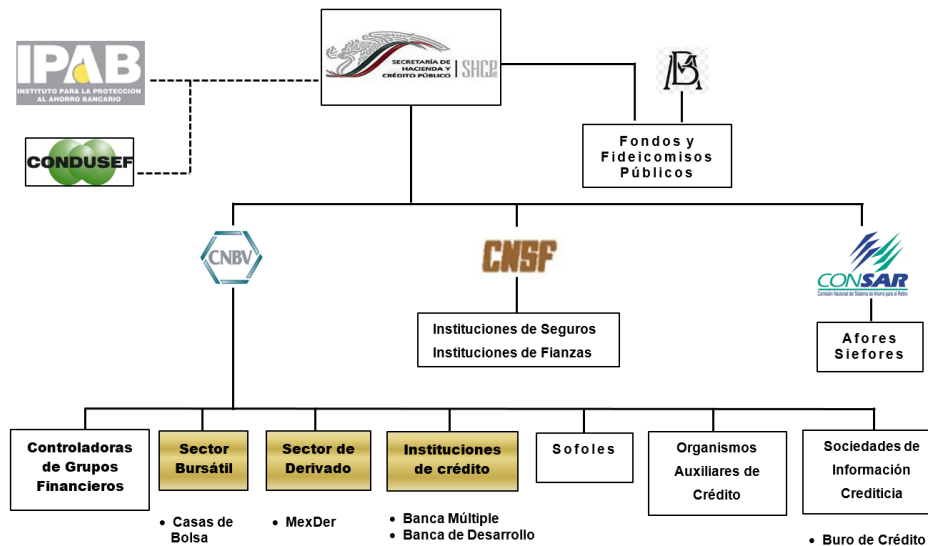 IPAB
INSTITUTO PARA LA PROTECCION
AL AHORRO BANCARIO
SECRETARÍA DE
HACIENDA Y
CRÉDITO PÚBLICO
SHCP
BM
CONDUSEF
Fondos y
Fideicomisos
Públicos
CNBV
CNSF
CONSAR
Comisión Nacional del Sistema de Ahorro para el Retiro
Instituciones de Seguros
Instituciones de Fianzas
Afores
Siefores
Controladoras
de Grupos
Financieros
Sector
Bursátil
Sector de
Derivado
Instituciones
de crédito
Sofoles
Organismos
Auxiliares de
Crédito
Sociedades de
Información
Crediticia
• Casas de
Bolsa
• MexDer
• Banca Múltiple
• Banca de Desarrollo
• Buro de Crédito